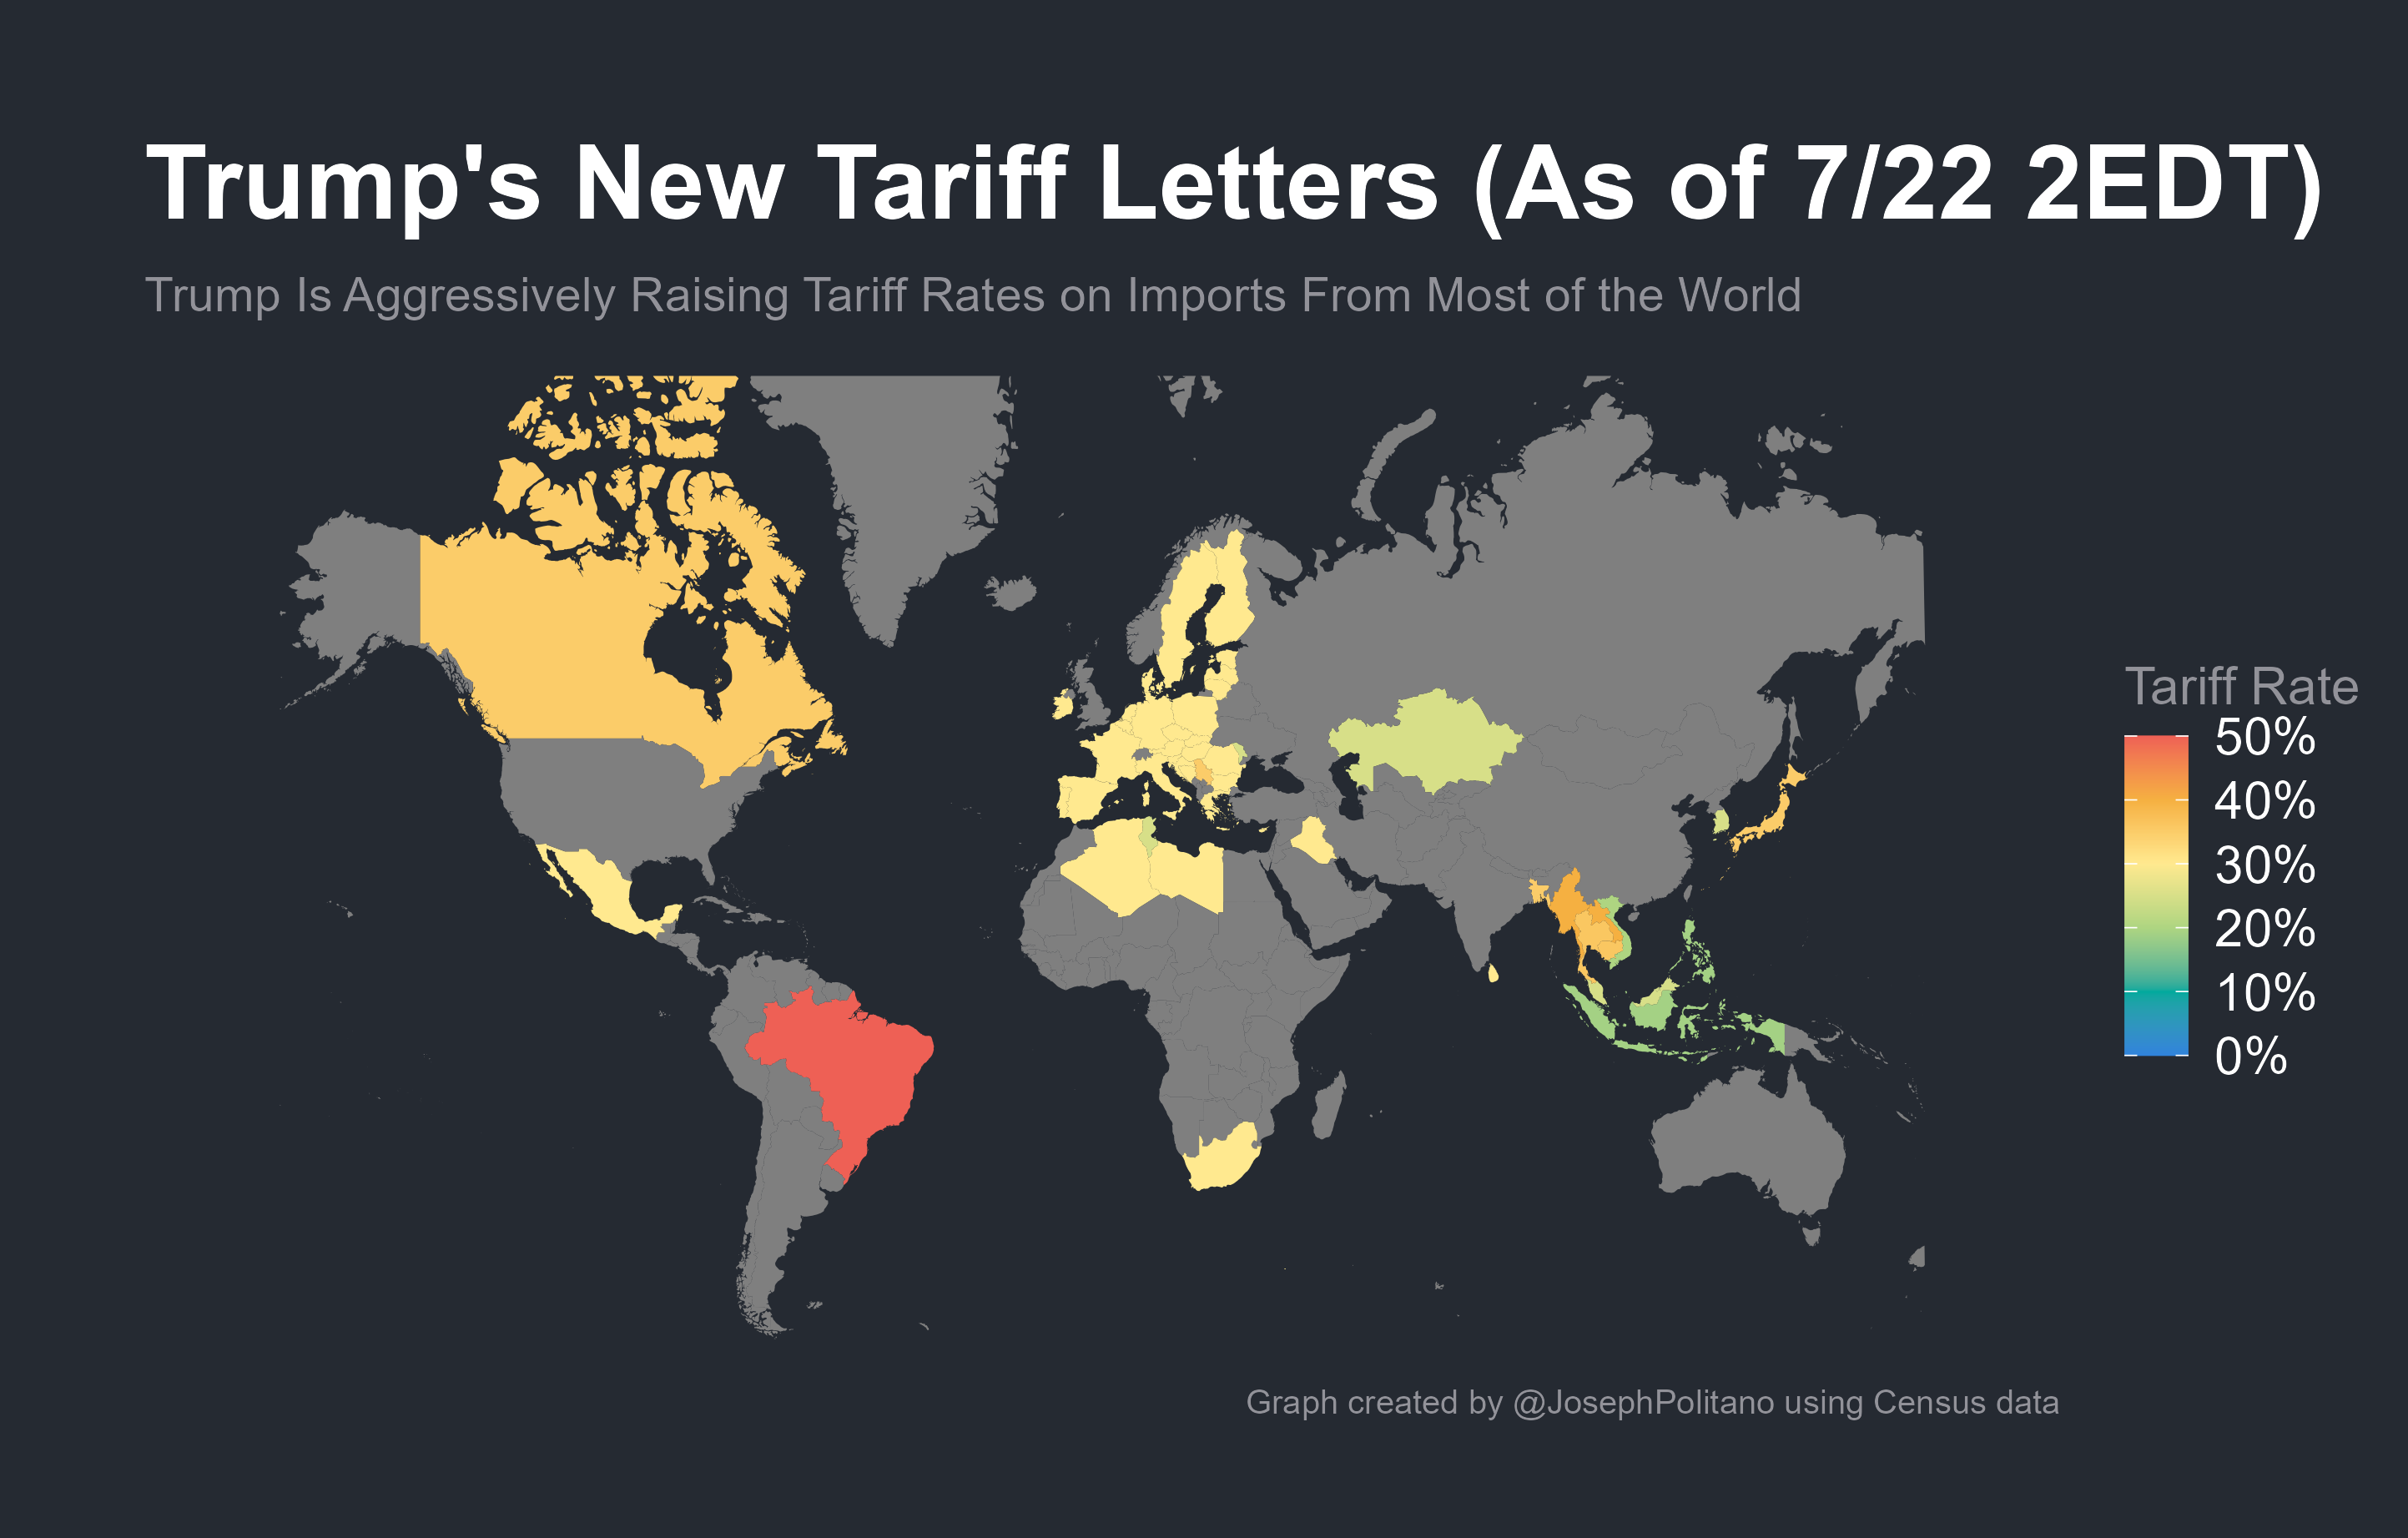 Trump's New Tariff Letters (As of 7/22 2EDT)
Trump Is Aggressively Raising Tariff Rates on Imports From Most of the World
Tariff Rate
50%
40%
30%
20%
10%
0%
Graph created by @JosephPolitano using Census data